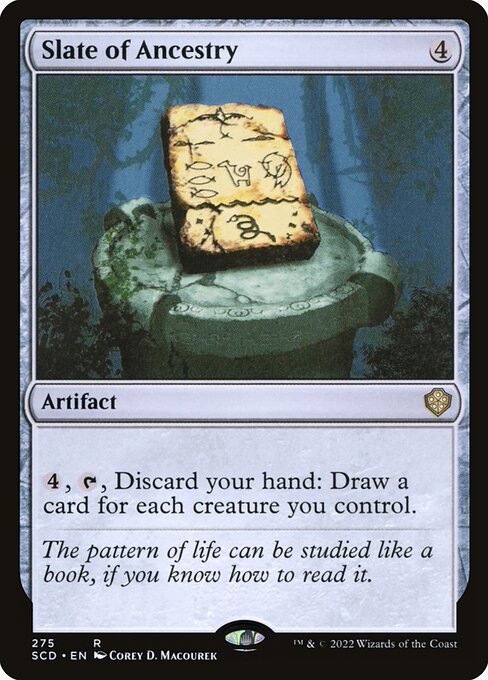 Slate of Ancestry 4
Artifact
4, , Discard your hand: Draw a
card for each creature you control.
The pattern of life can be studied like a
book, if you know how to read it.
275 R
SCD • EN Corey D. Macourek
™ & © 2022 Wizards of the Coast